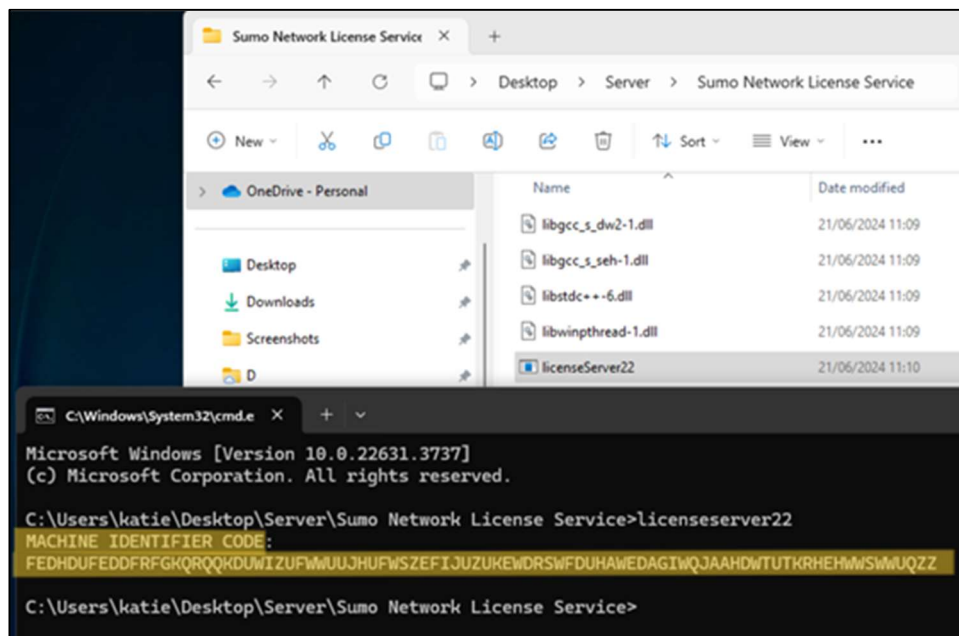 Sumo Network License Service
Desktop > Server > Sumo Network License Service
New Sort View ...
Name Date modified
OneDrive - Personal
libgcc_s_dw2-1.dll 21/06/2024 11:09
libgcc_s_seh-1.dll 21/06/2024 11:09
Desktop
libstdc++-6.dll 21/06/2024 11:09
Downloads
libwinpthread-1.dll 21/06/2024 11:09
Screenshots
licenseServer22 21/06/2024 11:10
D
C:\Windows\System32\cmd.e
Microsoft Windows [Version 10.0.22631.3737]
(c) Microsoft Corporation. All rights reserved.
C:\Users\katie\Desktop\Server\Sumo Network License Service>licenseserver22
MACHINE IDENTIFIER CODE:
FEDHDUFEDDFRFGKQRQQKDUWIZUFWWUUJHUFWSZEFIJUZUKEWDRSWFDUHAWEDAGIWQJAAHDWTUTKRHEHWWSWWUQZZ
C:\Users\katie\Desktop\Server\Sumo Network License Service>